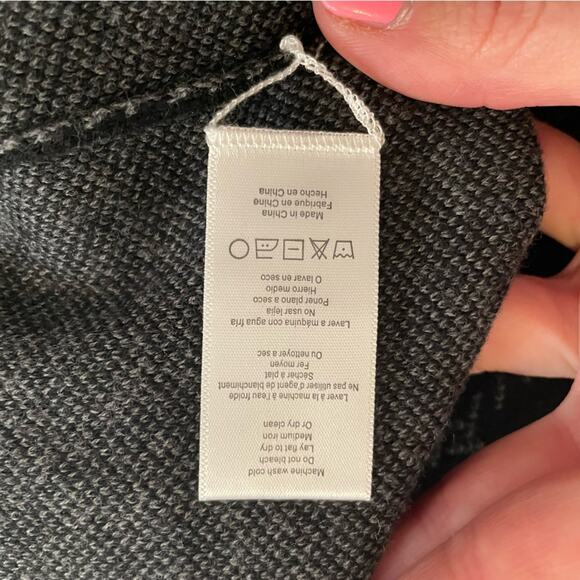 Machine wash cold
Do not bleach
Lay flat to dry
Medium iron
Or dry clean
Laver à la machine à l'eau froide
Ne pas utiliser d'agent de blanchiment
Sécher à plat
Fer moyen
Ou nettoyer a sec
Lavar a máquina con agua fría
No usar lejía
Poner plano a seco
Hierro medio
O lavar en seco
Made in China
Fabrique en Chine
Hecho en China